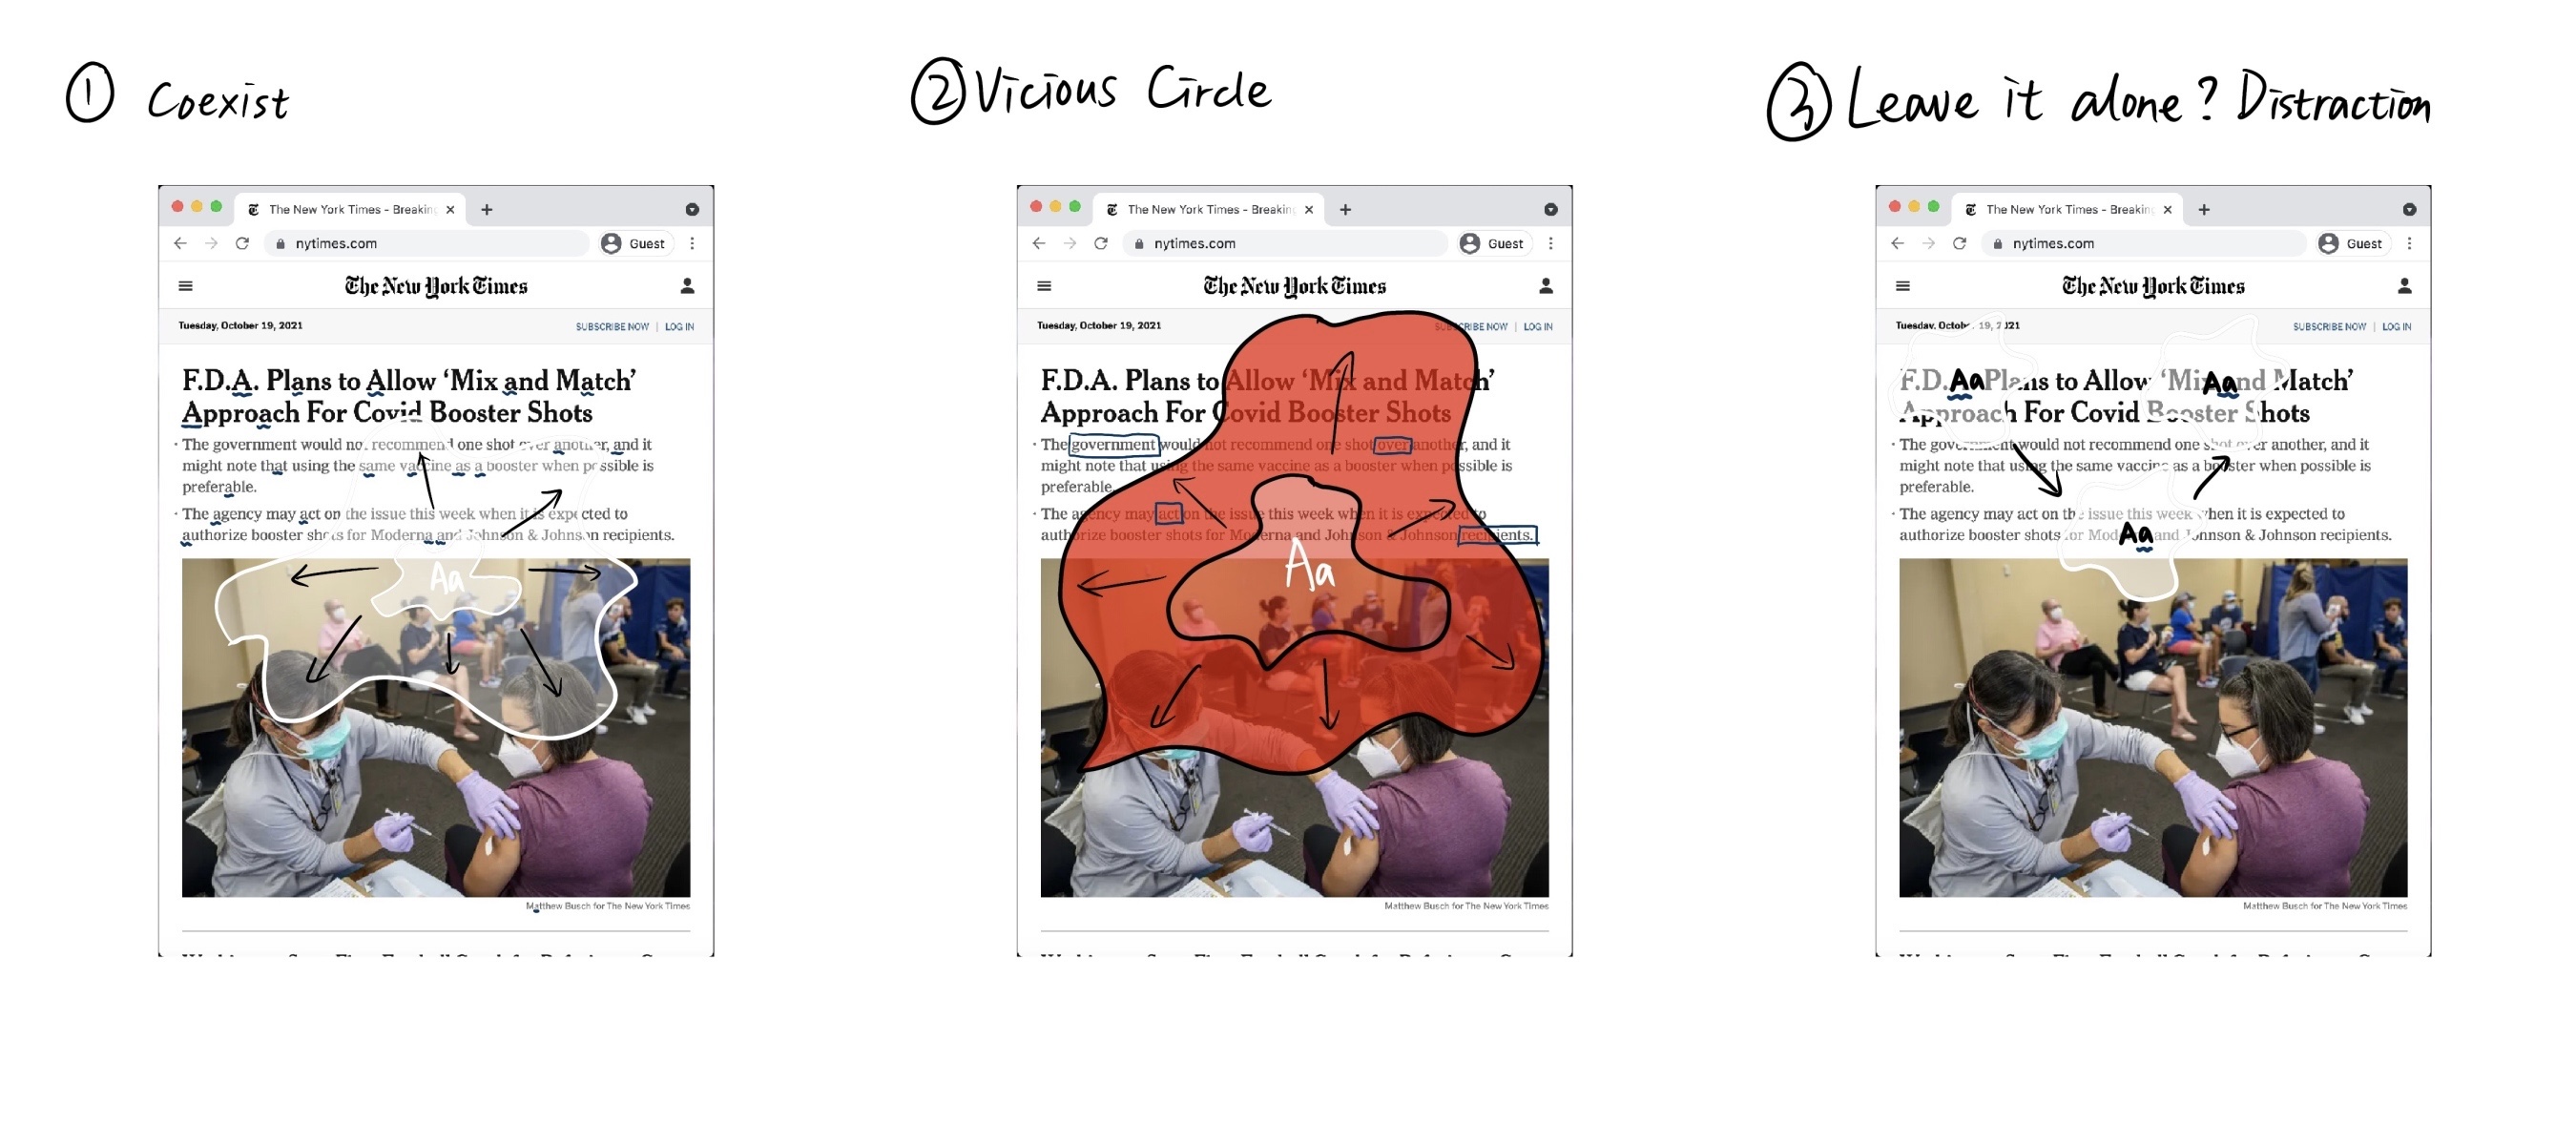 ① Coexist
The New York Times - Breaking
nytimes.com
Guest
The New York Times
Tuesday, October 19, 2021
SUBSCRIBE NOW | LOG IN
F.D.A. Plans to Allow ‘Mix and Match’
Approach For Covid Booster Shots
· The government would not recommend one shot over another, and it
might note that using the same vaccine as a booster when possible is
preferable.
· The agency may act on the issue this week when it is expected to
authorize booster shots for Moderna and Johnson & Johnson recipients.
Aa
Matthew Busch for The New York Times
② Vicious Circle
The New York Times - Breaking
nytimes.com
Guest
The New York Times
Tuesday, October 19, 2021
SUBSCRIBE NOW | LOG IN
F.D.A. Plans to Allow ‘Mix and Match’
Approach For Covid Booster Shots
· The government would not recommend one shot over another, and it
might note that using the same vaccine as a booster when possible is
preferable.
· The agency may act on the issue this week when it is expected to
authorize booster shots for Moderna and Johnson & Johnson recipients.
Aa
Matthew Busch for The New York Times
③ Leave it alone? Distraction
The New York Times - Breaking
nytimes.com
Guest
The New York Times
Tuesday, October 19, 2021
SUBSCRIBE NOW | LOG IN
F.D. Aa Plans to Allow ‘Mix Aa and Match’
Approach For Covid Booster Shots
· The government would not recommend one shot over another, and it
might note that using the same vaccine as a booster when possible is
preferable.
· The agency may act on the issue this week when it is expected to
authorize booster shots for Mod Aa and Johnson & Johnson recipients.
Matthew Busch for The New York Times